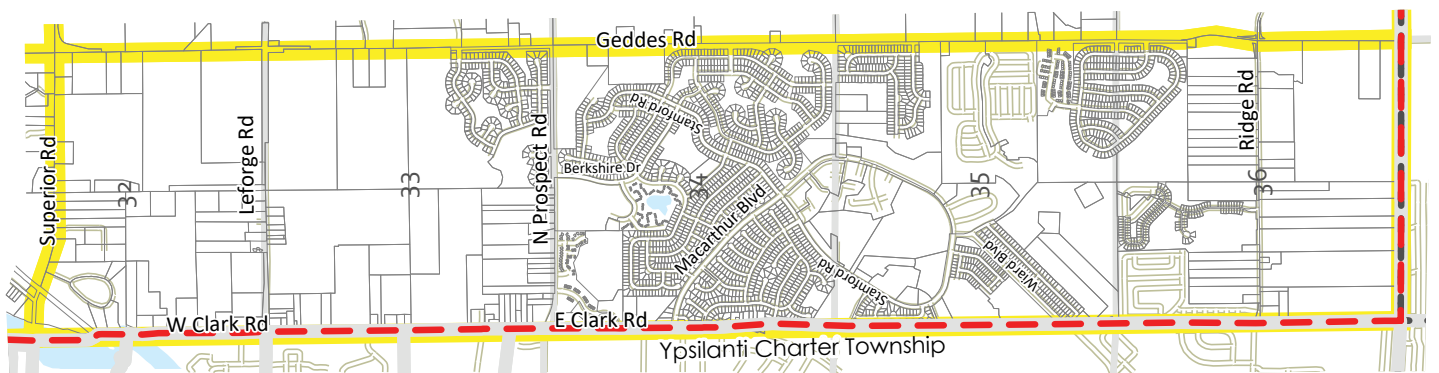 Geddes Rd
Stamford Rd
Ridge Rd
Superior Rd
Leforge Rd
N Prospect Rd
Berkshire Dr
32
33
34
35
36
Macarthur Blvd
Stamford Rd
Wiard Blvd
W Clark Rd
E Clark Rd
Ypsilanti Charter Township